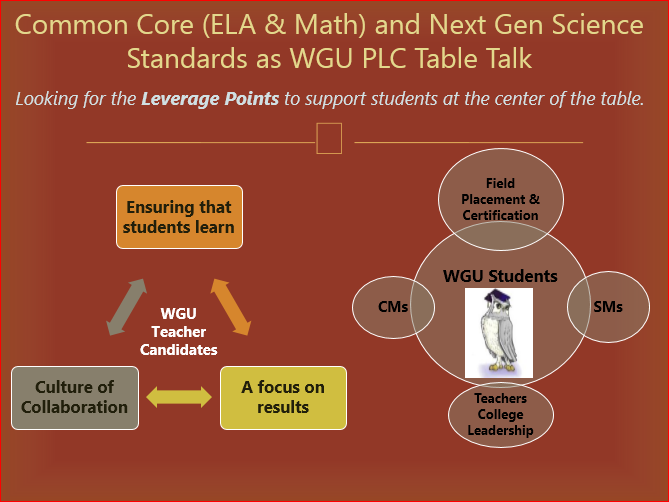 Common Core (ELA & Math) and Next Gen Science
Standards as WGU PLC Table Talk
Looking for the Leverage Points to support students at the center of the table.
Ensuring that
students learn
WGU
Teacher
Candidates
Culture of
Collaboration
A focus on
results
Field
Placement &
Certification
WGU Students
CMs
SMs
Teachers
College
Leadership